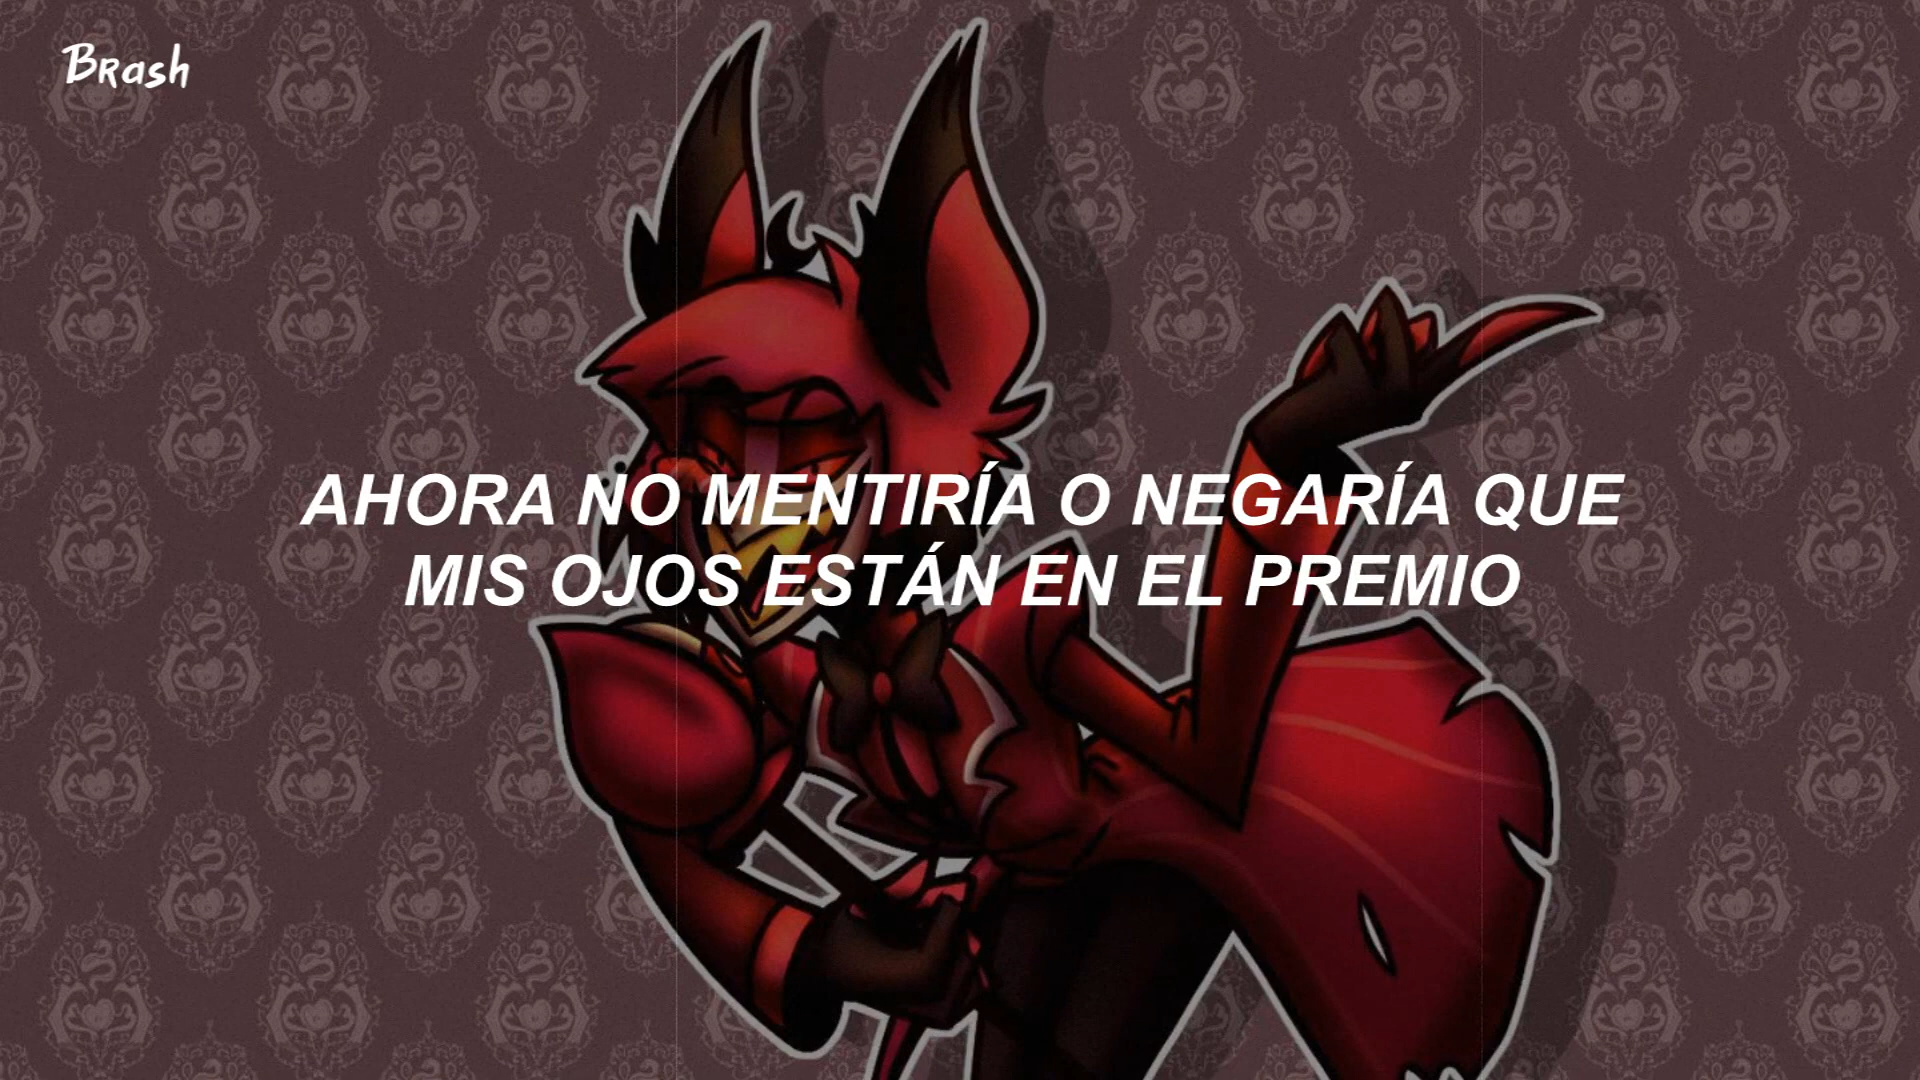 Brash
AHORA NO MENTIRÍA O NEGARÍA QUE
MIS OJOS ESTÁN EN EL PREMIO